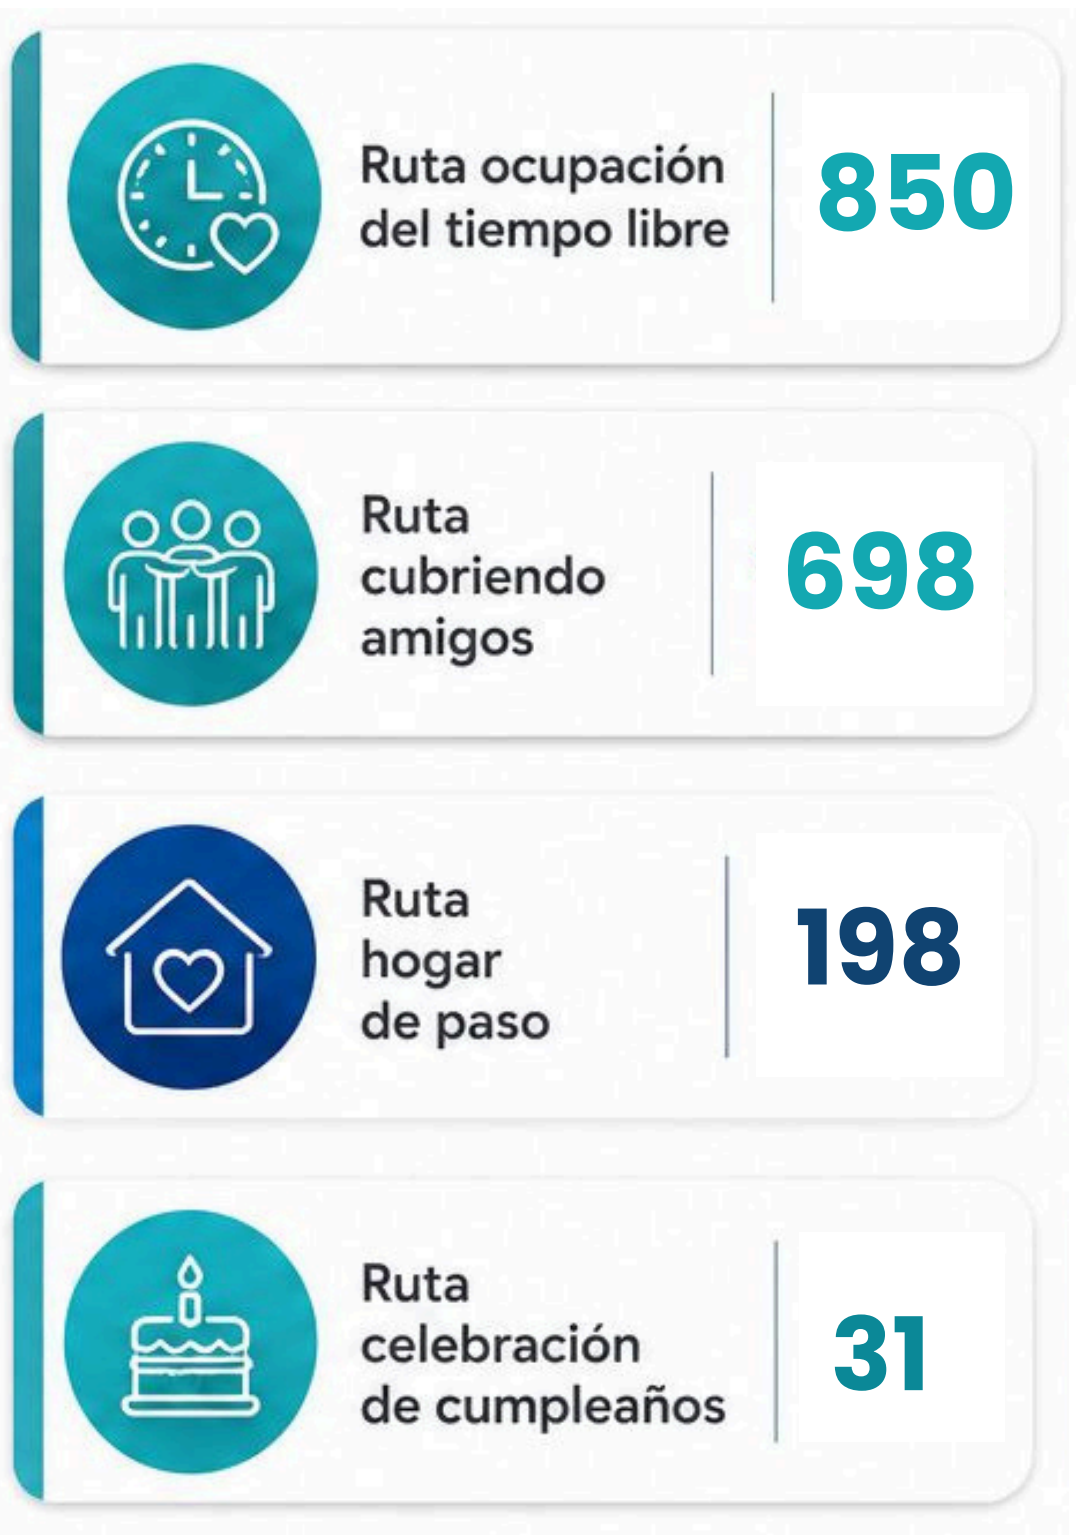 Ruta ocupación
del tiempo libre
850
Ruta
cubriendo
amigos
698
Ruta
hogar
de paso
198
Ruta
celebración
de cumpleaños
31